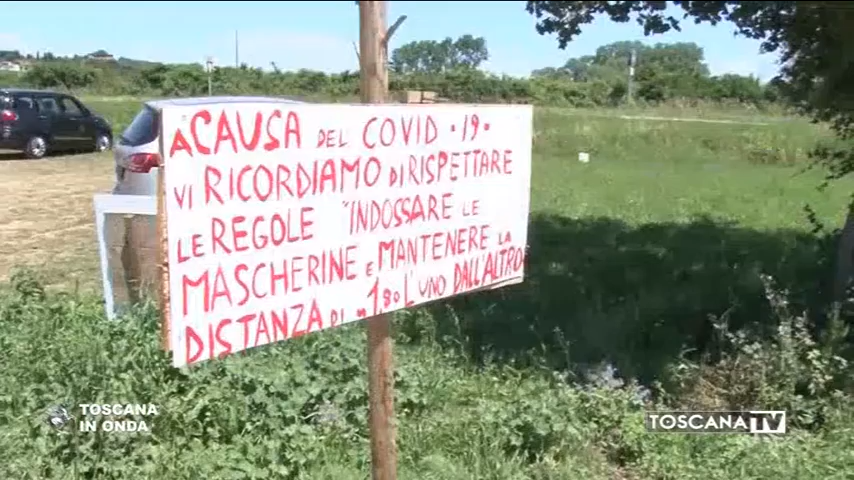 A CAUSA DEL COVID-19-
VI RICORDIAMO DI RISPETTARE
LE REGOLE "INDOSSARE LE
MASCHERINE E MANTENERE LA
DISTANZA DI m 1,80 L'UNO DALL'ALTRO
TOSCANA
IN ONDA
TOSCANA TV